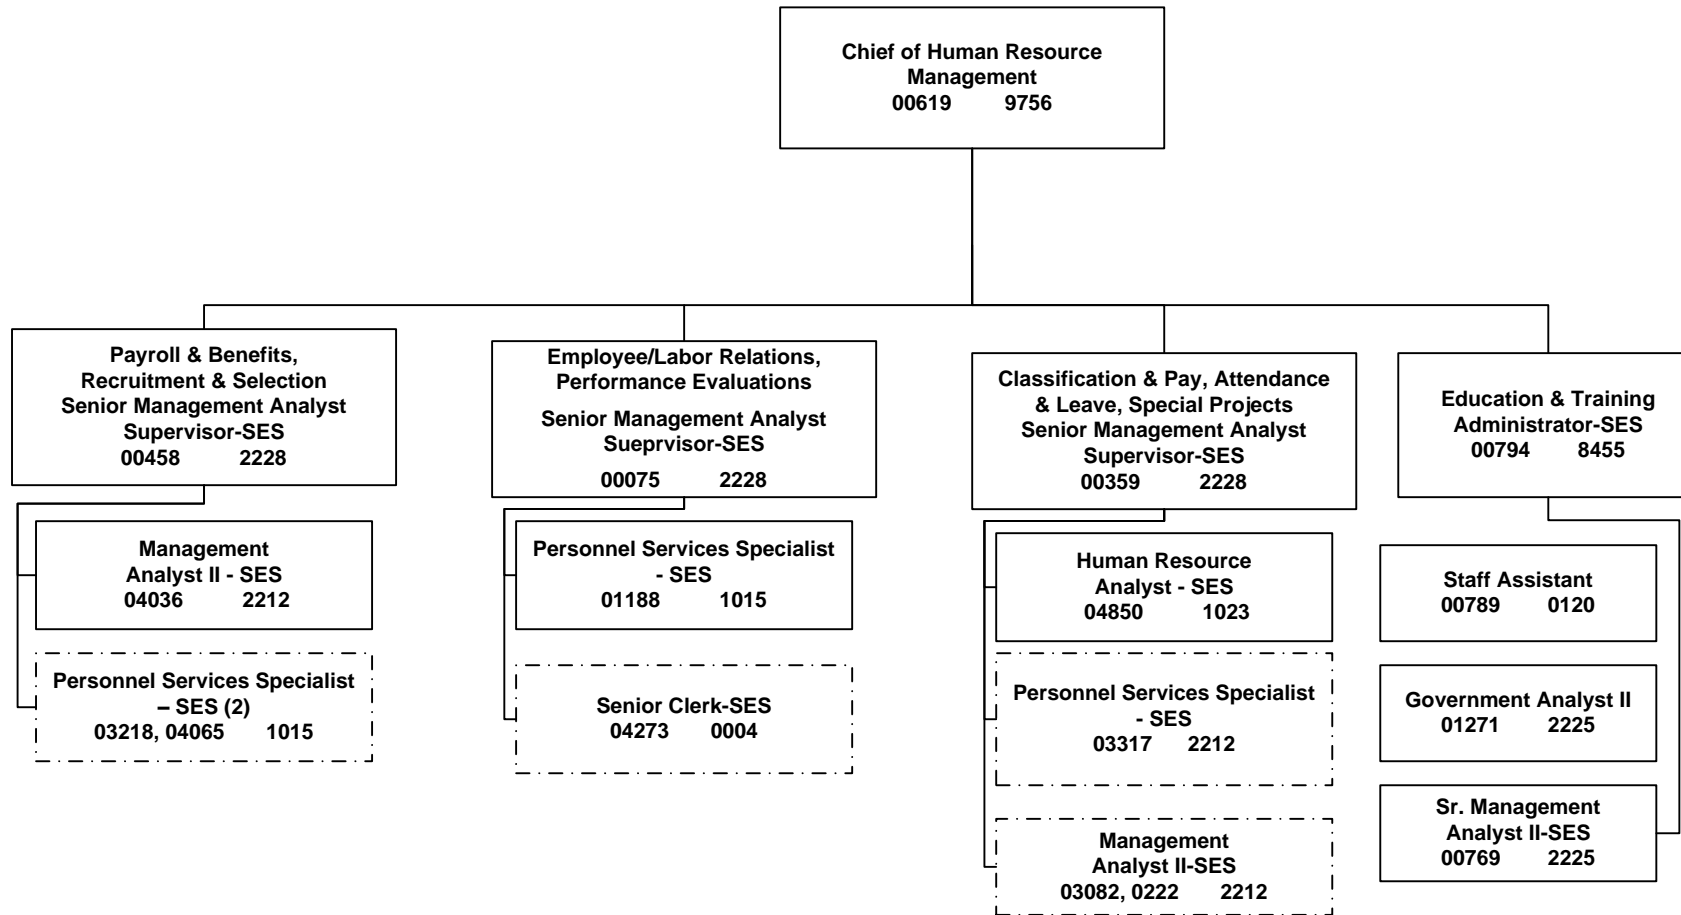 Chief of Human Resource
Management
00619 9756
Payroll & Benefits,
Recruitment & Selection
Senior Management Analyst
Supervisor-SES
00458 2228
Management
Analyst II - SES
04036 2212
Personnel Services Specialist
– SES (2)
03218, 04065 1015
Employee/Labor Relations,
Performance Evaluations
Senior Management Analyst
Sueprvisor-SES
00075 2228
Personnel Services Specialist
- SES
01188 1015
Senior Clerk-SES
04273 0004
Classification & Pay, Attendance
& Leave, Special Projects
Senior Management Analyst
Supervisor-SES
00359 2228
Human Resource
Analyst - SES
04850 1023
Personnel Services Specialist
- SES
03317 2212
Management
Analyst II-SES
03082, 0222 2212
Education & Training
Administrator-SES
00794 8455
Staff Assistant
00789 0120
Government Analyst II
01271 2225
Sr. Management
Analyst II-SES
00769 2225